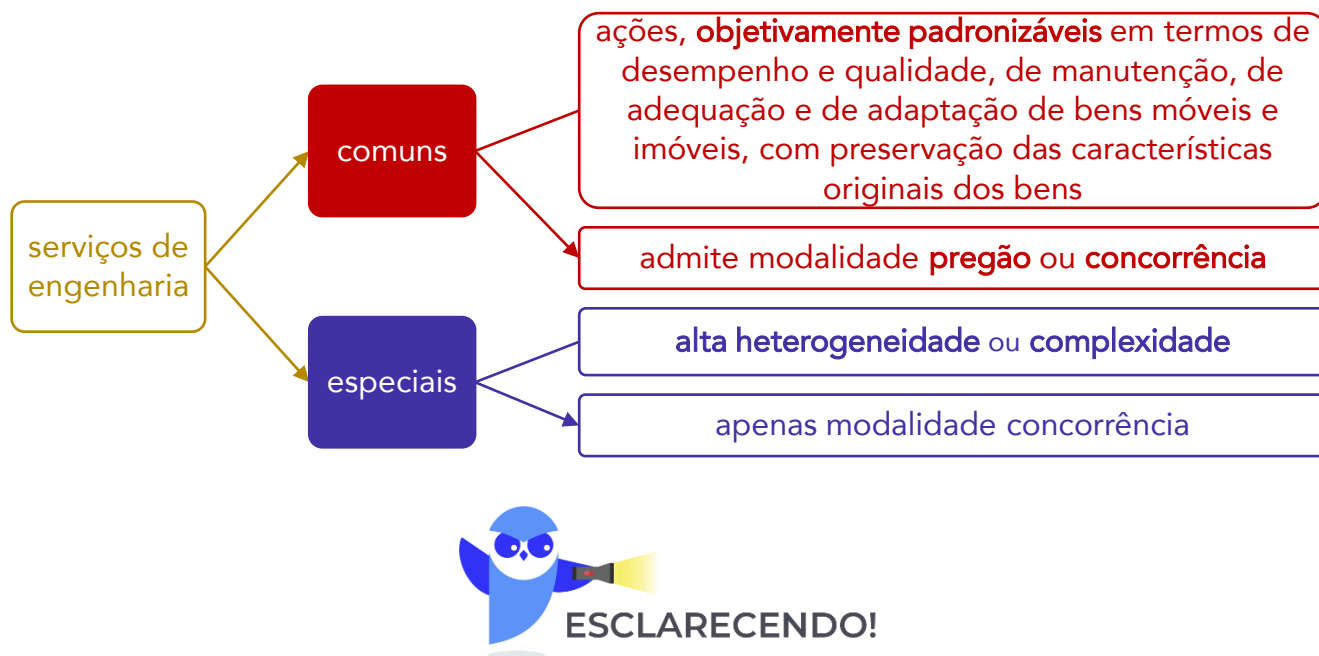 ações, objetivamente padronizáveis em termos de
desempenho e qualidade, de manutenção, de
adequação e de adaptação de bens móveis e
imóveis, com preservação das características
originais dos bens
comuns
admite modalidade pregão ou concorrência
serviços de
engenharia
alta heterogeneidade ou complexidade
especiais
apenas modalidade concorrência
ESCLARECENDO!